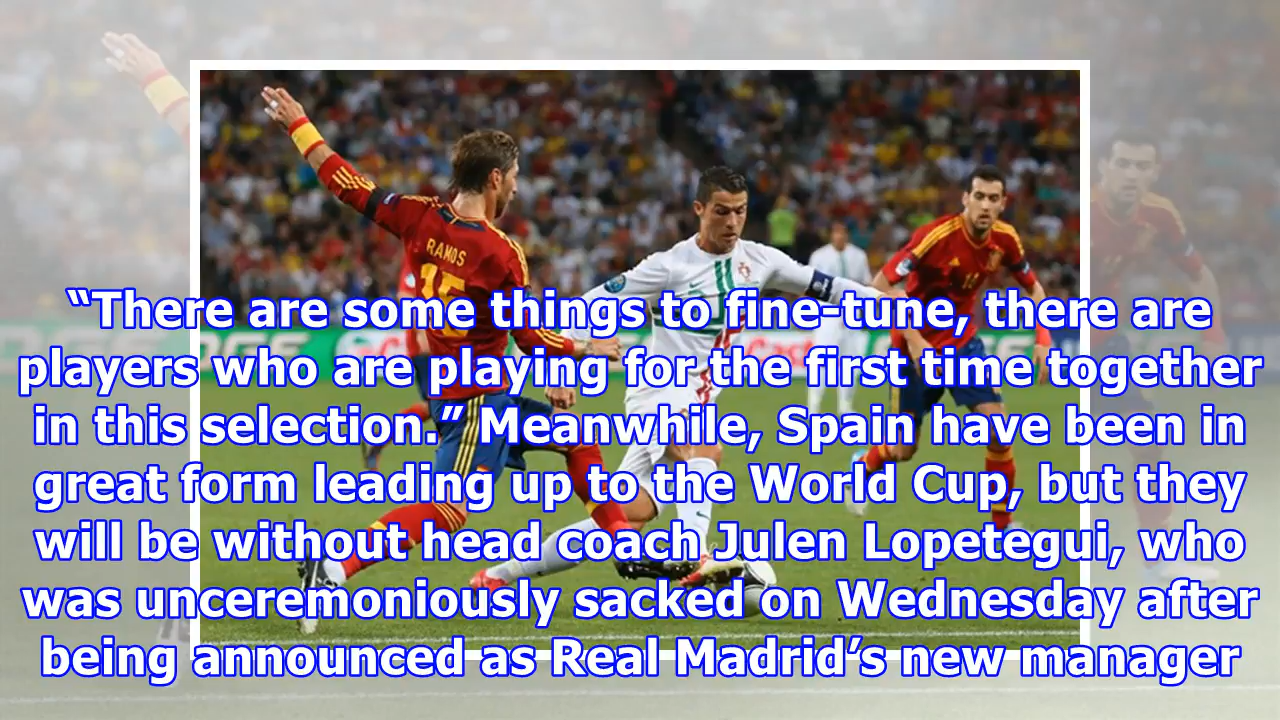 “There are some things to fine-tune, there are
players who are playing for the first time together
in this selection.” Meanwhile, Spain have been in
great form leading up to the World Cup, but they
will be without head coach Julen Lopetegui, who
was unceremoniously sacked on Wednesday after
being announced as Real Madrid’s new manager
RAMOS
15